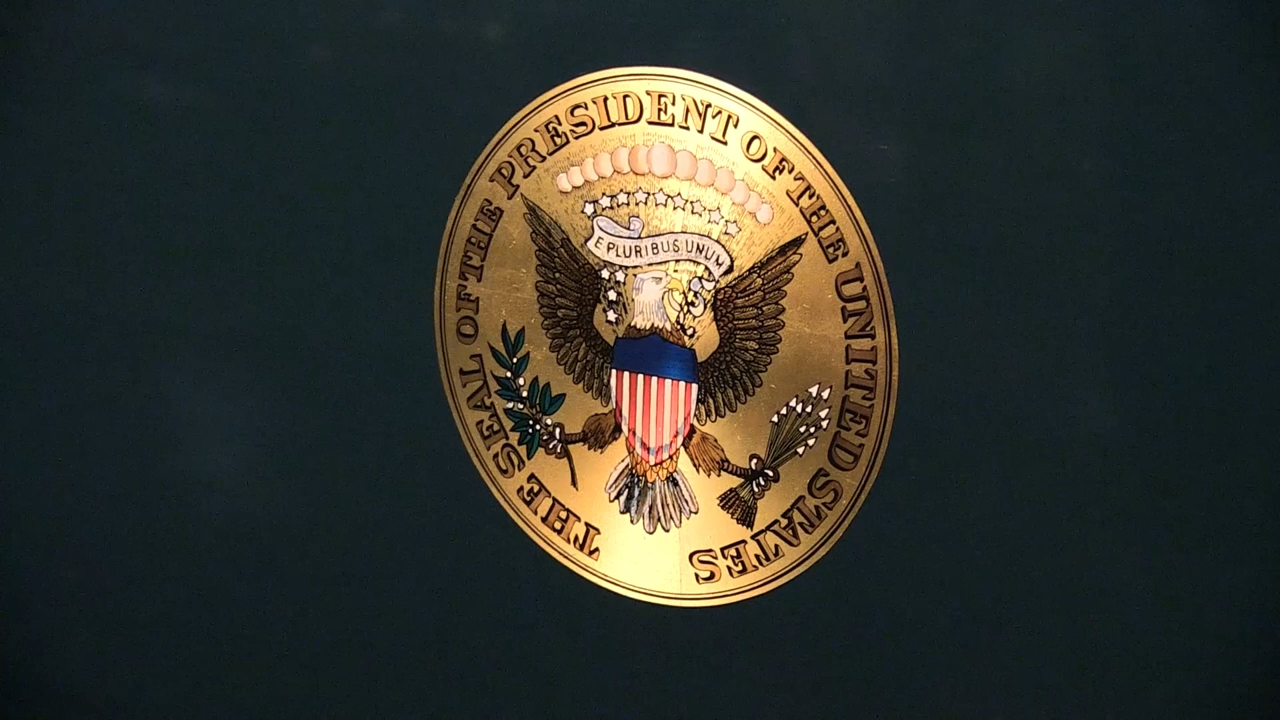 THE SEAL OF THE PRESIDENT OF THE UNITED STATES
E PLURIBUS UNUM